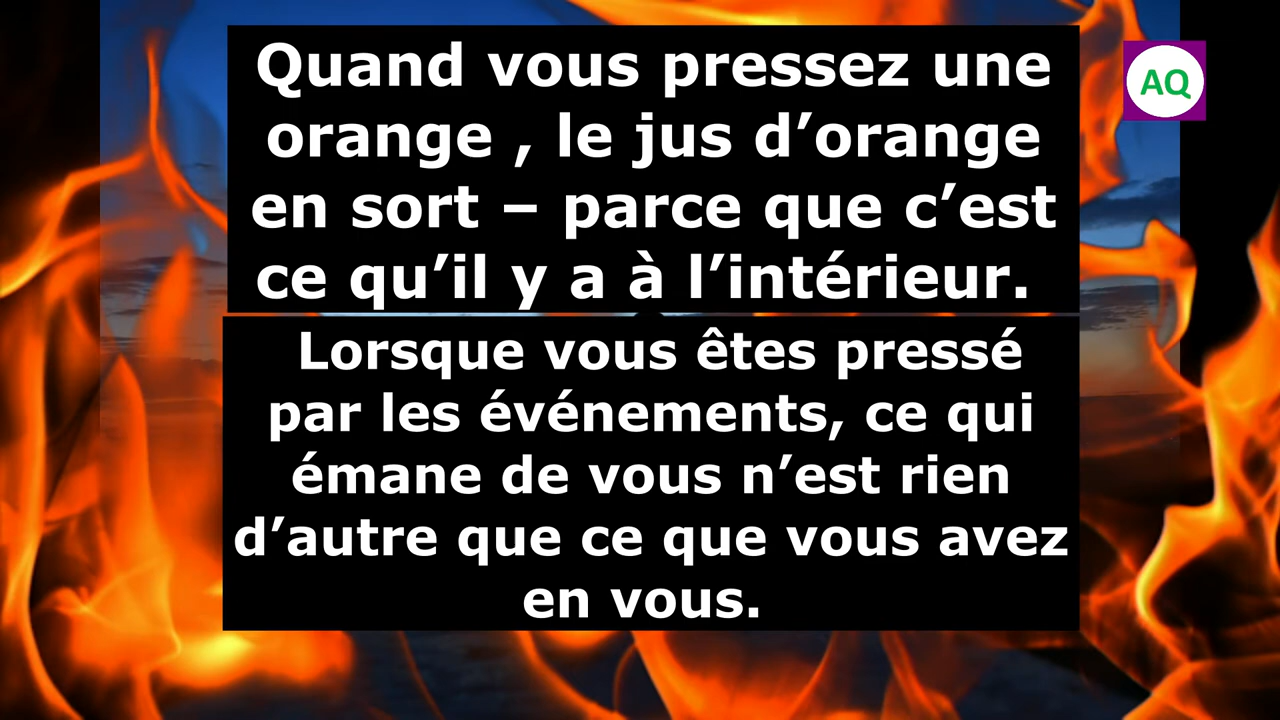 Quand vous pressez une
orange , le jus d’orange
en sort – parce que c’est
ce qu’il y a à l’intérieur.
Lorsque vous êtes pressé
par les événements, ce qui
émane de vous n’est rien
d’autre que ce que vous avez
en vous.
AQ